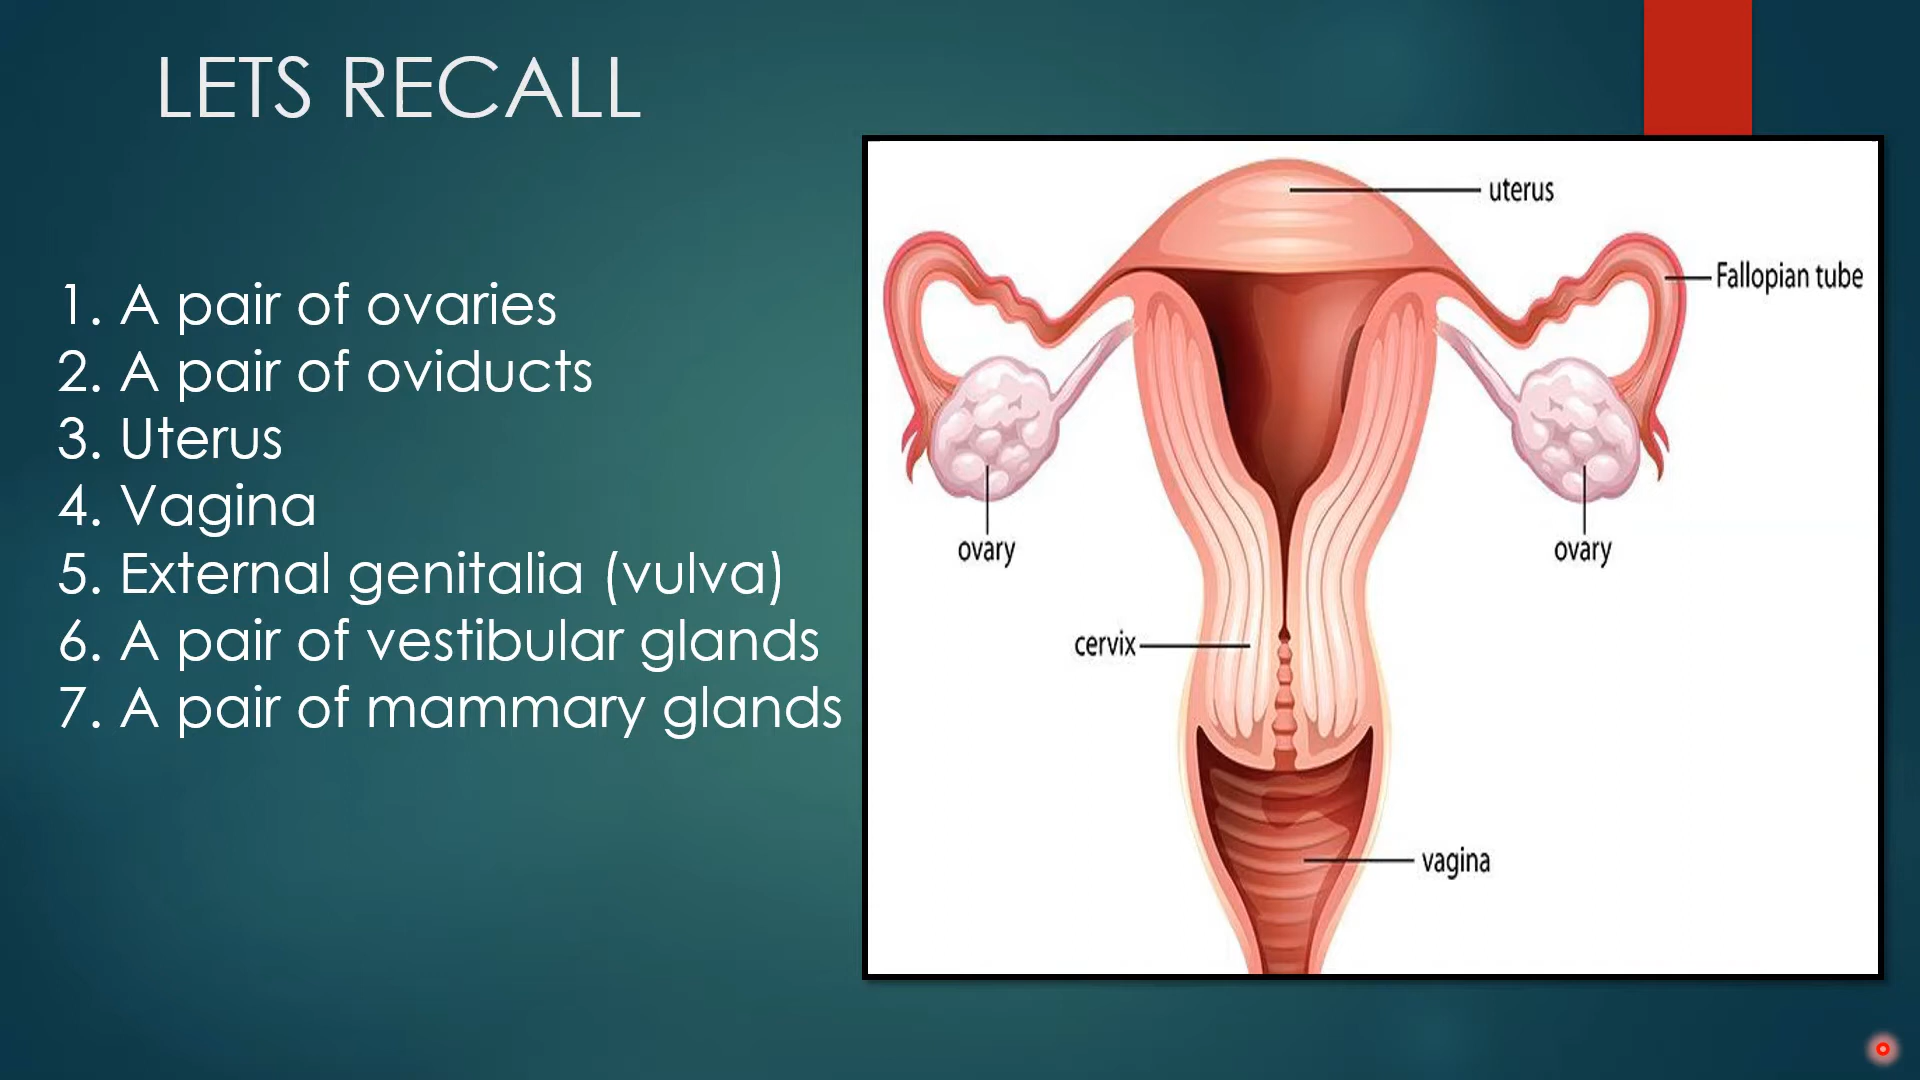 LETS RECALL
1. A pair of ovaries
2. A pair of oviducts
3. Uterus
4. Vagina
5. External genitalia (vulva)
6. A pair of vestibular glands
7. A pair of mammary glands
uterus
Fallopian tube
ovary
ovary
cervix
vagina